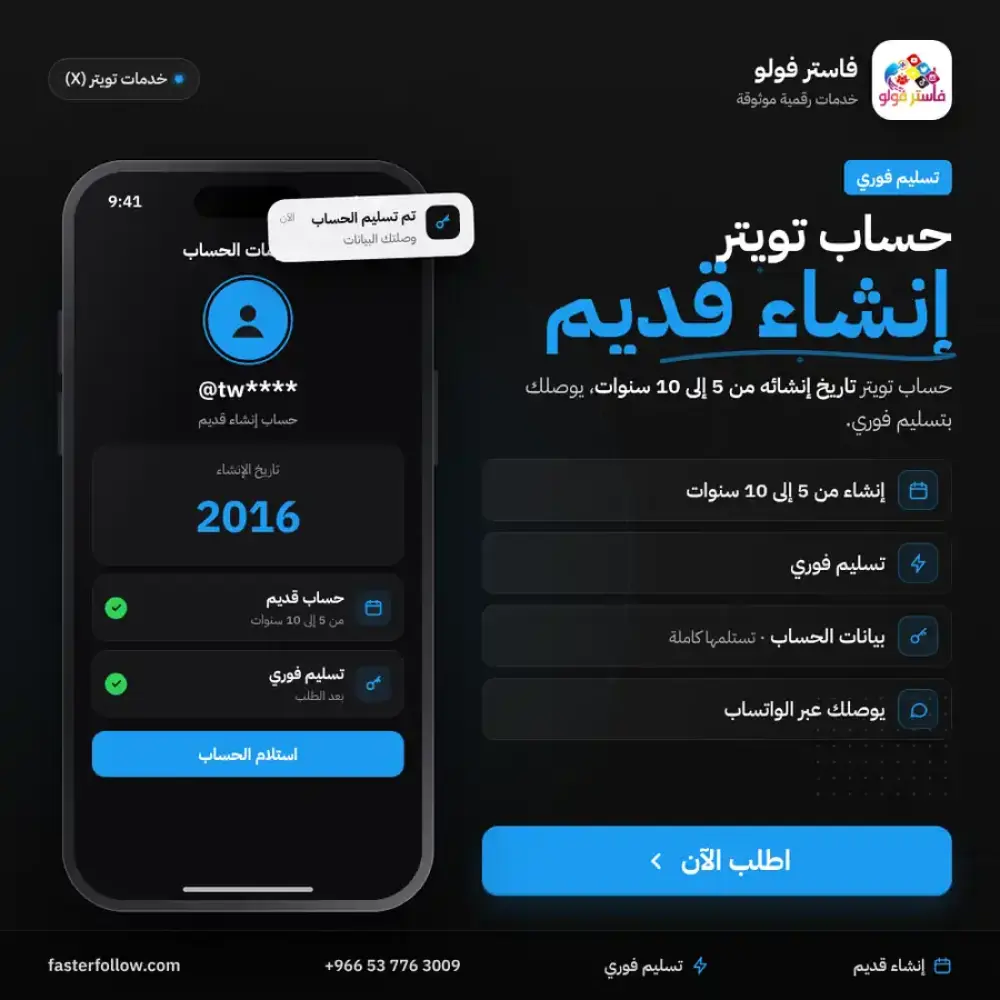 فاستر فولو
خدمات رقمية موثوقة
فاستر فولو
خدمات تويتر (X)
تسليم فوري
حساب تويتر
إنشاء قديم
حساب تويتر تاريخ إنشائه من 5 إلى 10 سنوات، يوصلك
بتسليم فوري.
إنشاء من 5 إلى 10 سنوات
تسليم فوري
بيانات الحساب · تستلمها كاملة
يوصلك عبر الواتساب
اطلب الآن
9:41
تم تسليم الحساب
الآن
وصلتك البيانات
الحساب
@tw****
حساب إنشاء قديم
تاريخ الإنشاء
2016
حساب قديم
من 5 إلى 10 سنوات
تسليم فوري
بعد الطلب
استلام الحساب
إنشاء قديم
تسليم فوري
+966 53 776 3009
fasterfollow.com